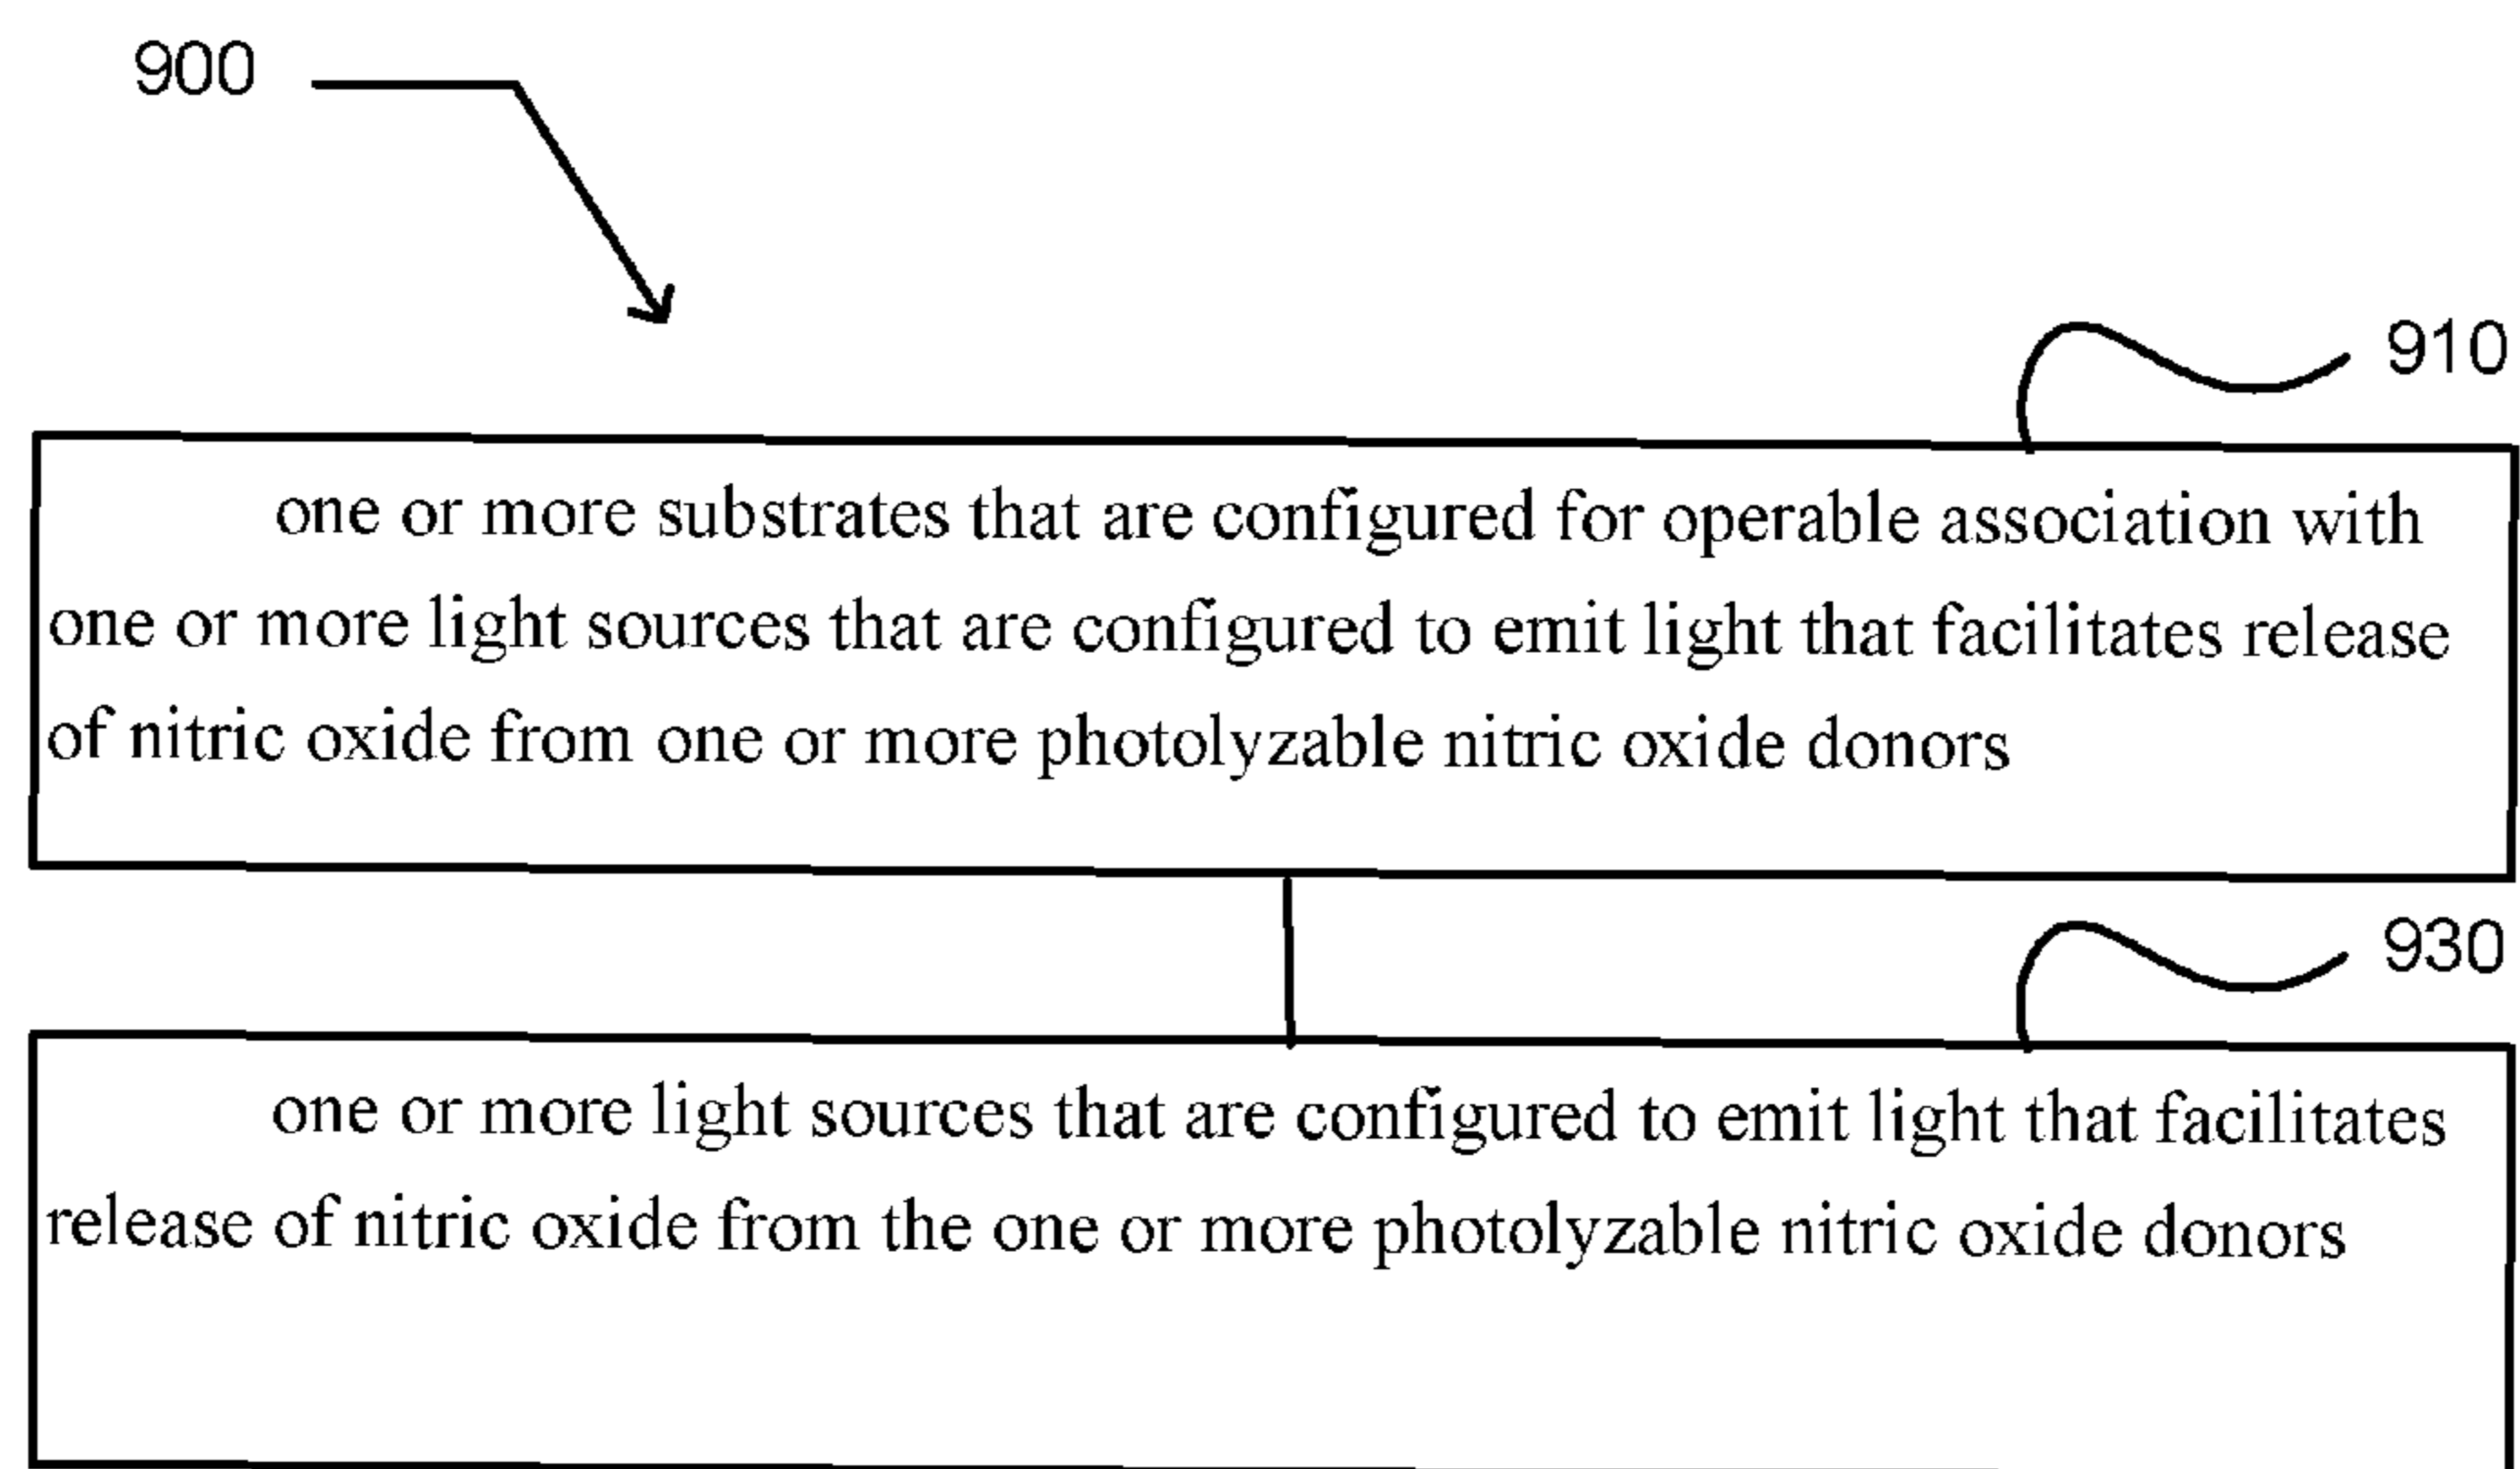 900
910
one or more substrates that are configured for operable association with
one or more light sources that are configured to emit light that facilitates release
of nitric oxide from one or more photolyzable nitric oxide donors
930
one or more light sources that are configured to emit light that facilitates
release of nitric oxide from the one or more photolyzable nitric oxide donors